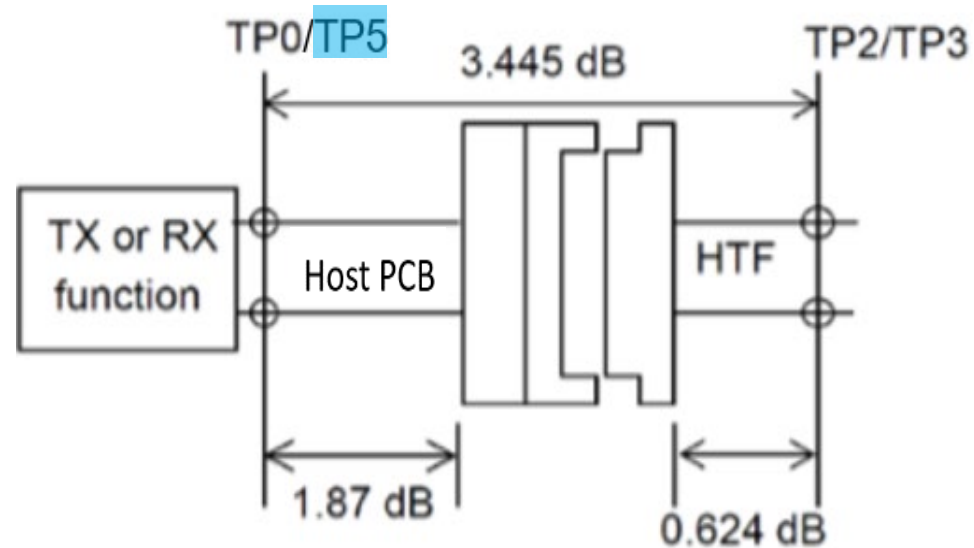 TP0/TP5
TP2/TP3
3.445 dB
TX or RX
function
Host PCB
HTF
1.87 dB
0.624 dB